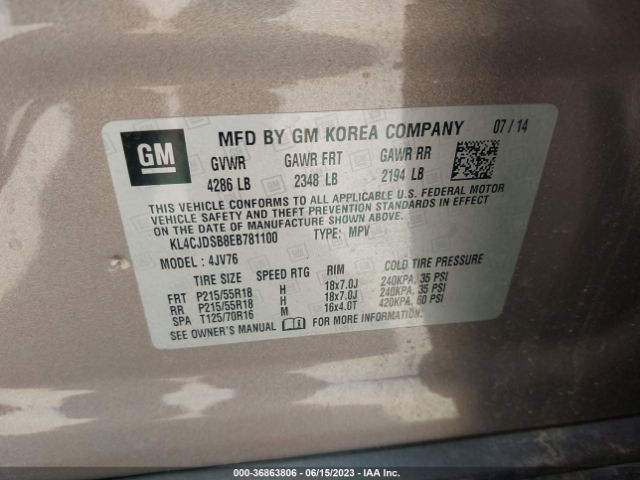 GM
MFD BY GM KOREA COMPANY 07/14
GVWR GAWR FRT GAWR RR
4286 LB 2348 LB 2194 LB
THIS VEHICLE CONFORMS TO ALL APPLICABLE U.S. FEDERAL MOTOR
VEHICLE SAFETY AND THEFT PREVENTION STANDARDS IN EFFECT
ON THE DATE OF MANUFACTURE SHOWN ABOVE.
KL4CJDSB8EB781100 TYPE: MPV
MODEL : 4JV76
TIRE SIZE SPEED RTG RIM COLD TIRE PRESSURE
FRT P215/55R18 H 18x7.0J 240KPA, 35 PSI
RR P215/55R18 H 18x7.0J 240KPA, 35 PSI
SPA T125/70R16 M 16x4.0T 420KPA, 60 PSI
SEE OWNER'S MANUAL FOR MORE INFORMATION
000-36863806 - 06/15/2023 - IAA Inc.